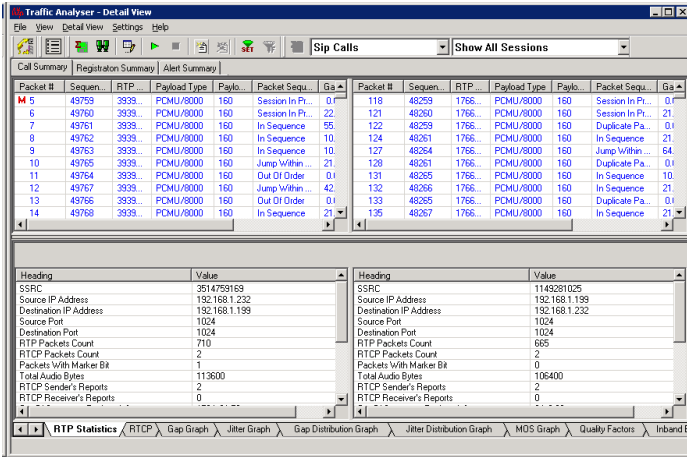 Traffic Analyser - Detail View
File View Detail View Settings Help
SET Sip Calls Show All Sessions
Call Summary Registraton Summary Alert Summary
Packet # Sequen... RTP ... Payload Type Paylo... Packet Sequ... Ga
M 5 49759 3939... PCMU/8000 160 Session In Pr...
6 49760 3939... PCMU/8000 160 Session In Pr... 22.
7 49761 3939... PCMU/8000 160 In Sequence 55.
8 49762 3939... PCMU/8000 160 In Sequence 10.
9 49763 3939... PCMU/8000 160 In Sequence 10.
10 49765 3939... PCMU/8000 160 Jump Within ... 21.
11 49764 3939... PCMU/8000 160 Out Of Order
12 49767 3939... PCMU/8000 160 Jump Within ... 42.
13 49766 3939... PCMU/8000 160 Out Of Order
14 49768 3939... PCMU/8000 160 In Sequence 21.
Packet # Sequen... RTP ... Payload Type Paylo... Packet Sequ... Ga
118 48259 1766... PCMU/8000 160 Session In Pr...
121 48260 1766... PCMU/8000 160 Session In Pr... 21.
122 48259 1766... PCMU/8000 160 Duplicate Pa...
124 48261 1766... PCMU/8000 160 In Sequence 21.
127 48264 1766... PCMU/8000 160 Jump Within ... 64.
128 48261 1766... PCMU/8000 160 Duplicate Pa...
131 48265 1766... PCMU/8000 160 In Sequence 10.
132 48266 1766... PCMU/8000 160 In Sequence 21.
133 48265 1766... PCMU/8000 160 Duplicate Pa...
135 48267 1766... PCMU/8000 160 In Sequence 21.
Heading Value
SSRC 3514759169
Source IP Address 192.168.1.232
Destination IP Address 192.168.1.199
Source Port 1024
Destination Port 1024
RTP Packets Count 710
RTCP Packets Count 2
Packets With Marker Bit 1
Total Audio Bytes 113600
RTCP Sender's Reports 2
RTCP Receiver's Reports 0
Heading Value
SSRC 1149281025
Source IP Address 192.168.1.199
Destination IP Address 192.168.1.232
Source Port 1024
Destination Port 1024
RTP Packets Count 665
RTCP Packets Count 2
Packets With Marker Bit 0
Total Audio Bytes 106400
RTCP Sender's Reports 2
RTCP Receiver's Reports 0
RTP Statistics RTCP Gap Graph Jitter Graph Gap Distribution Graph Jitter Distribution Graph MOS Graph Quality Factors Inband